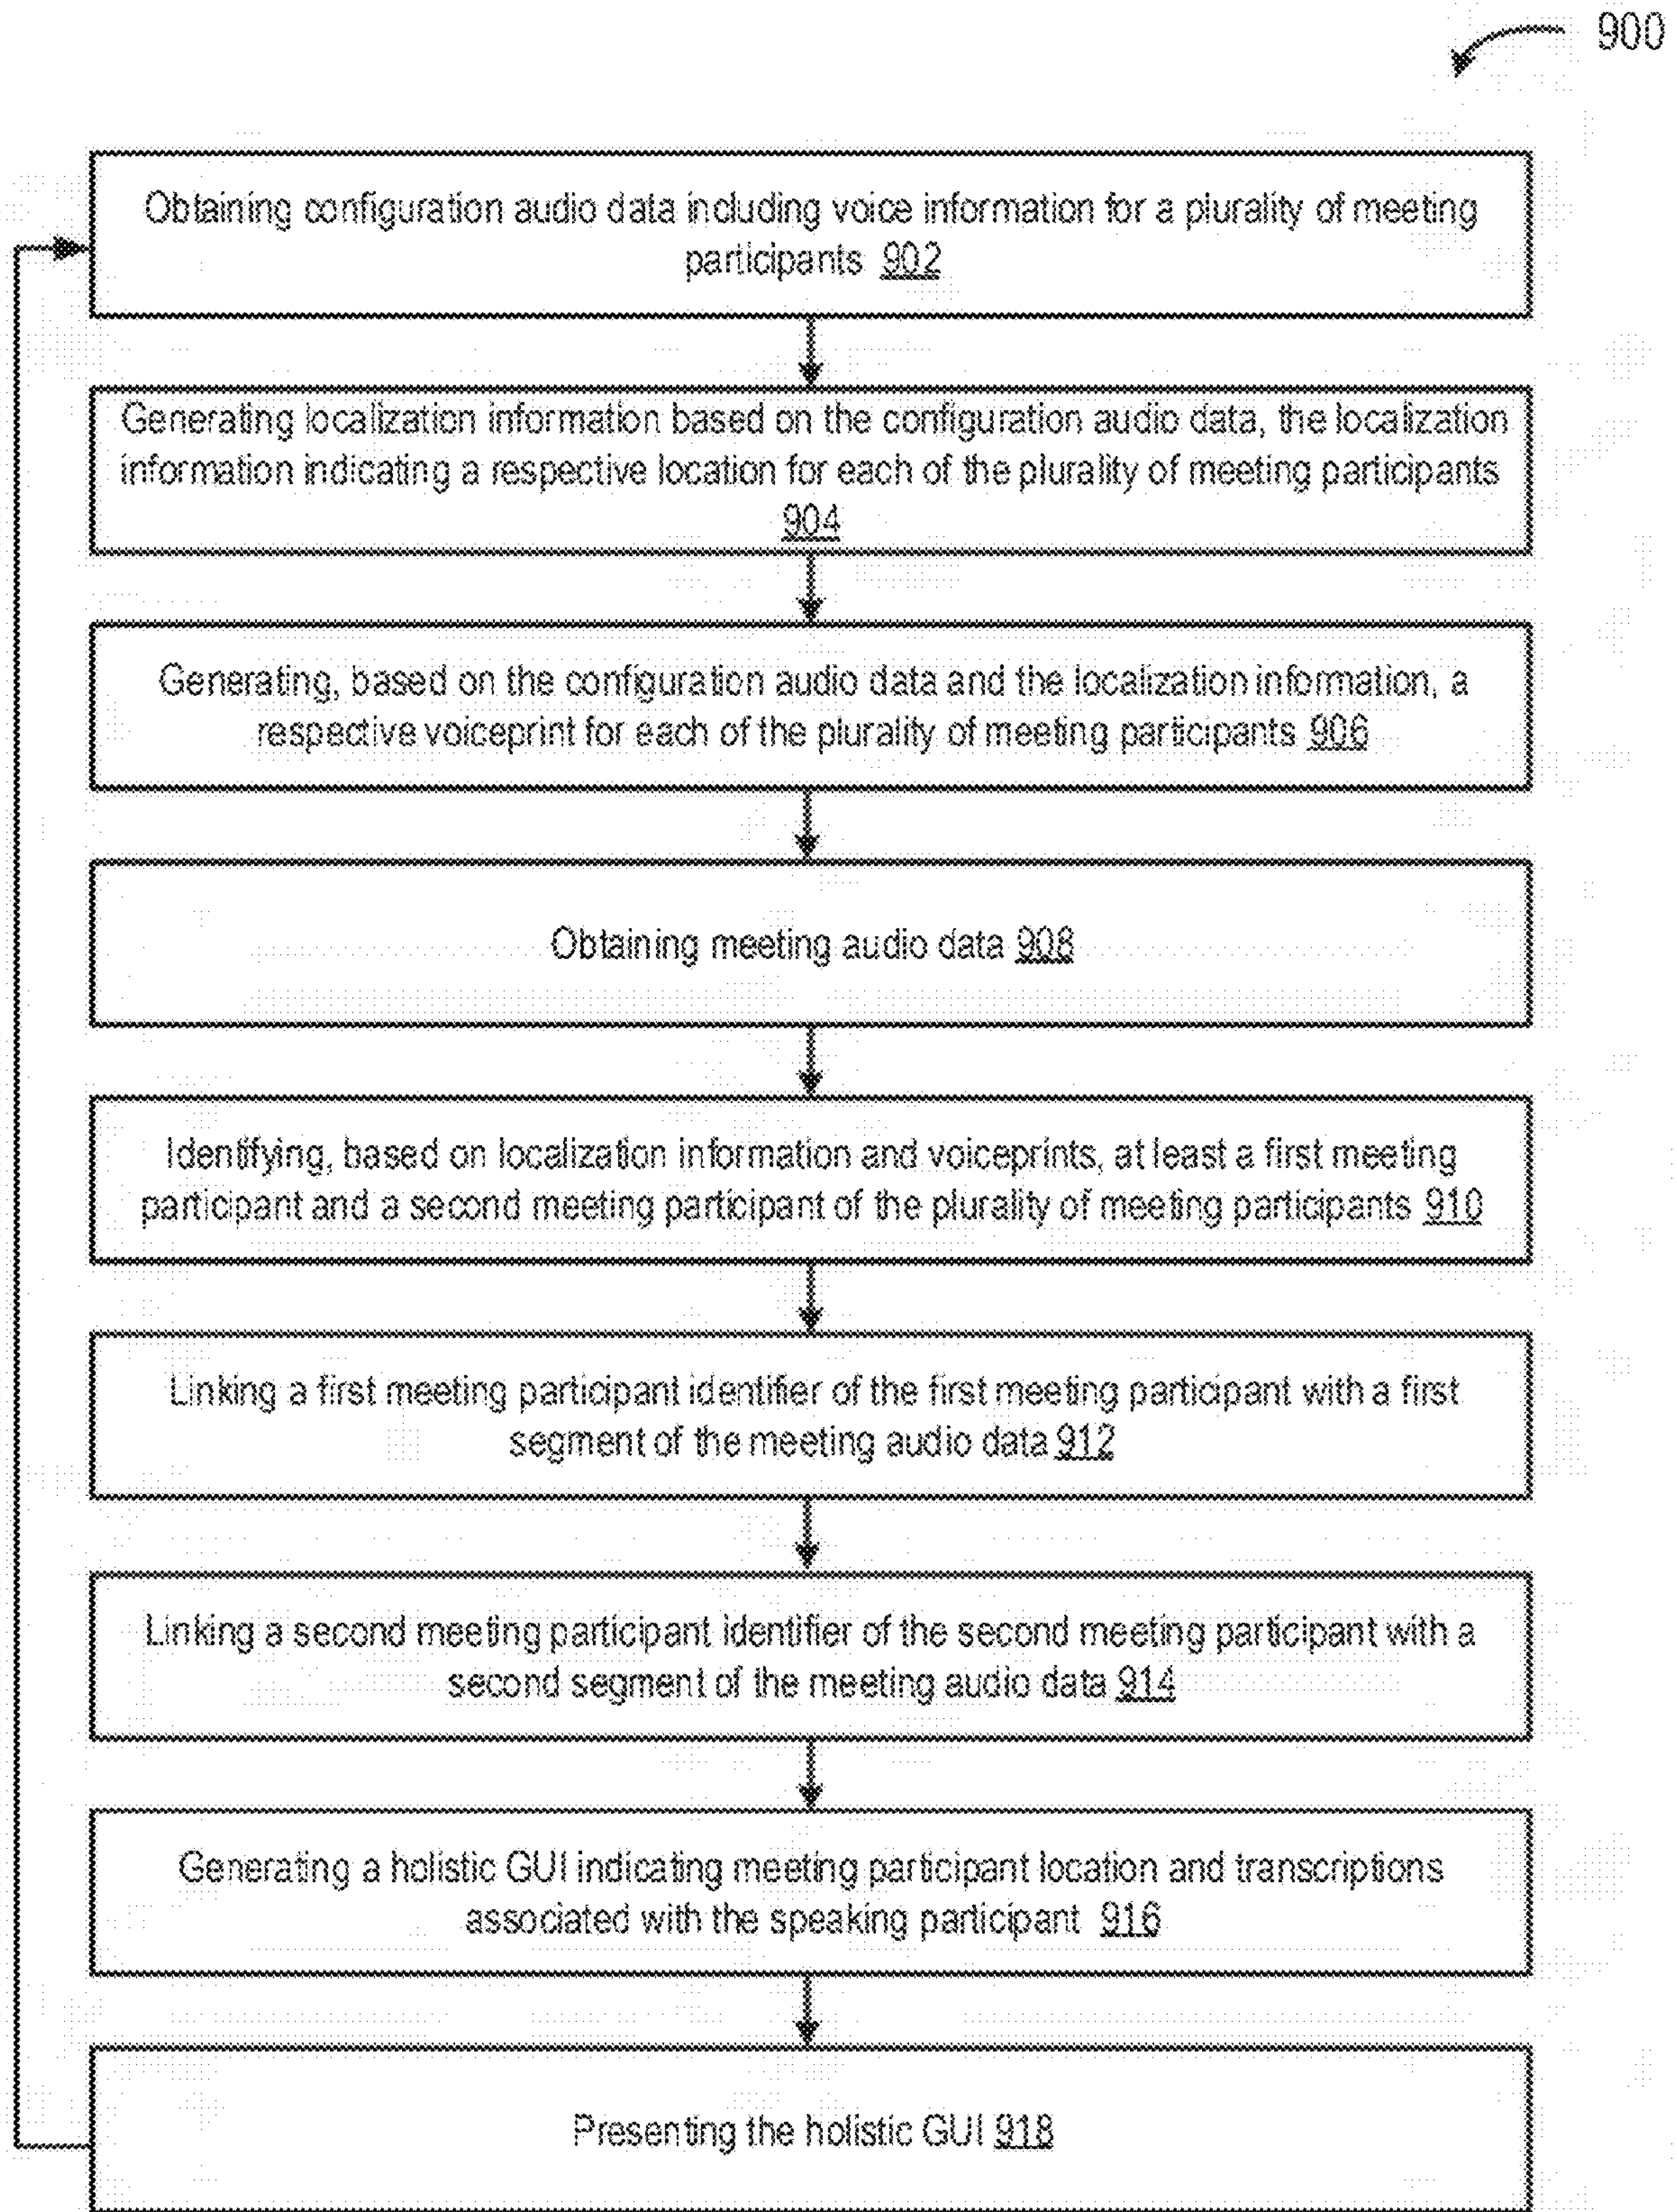 900
Obtaining configuration audio data including voice information for a plurality of meeting
participants 902
Generating localization information based on the configuration audio data, the localization
information indicating a respective location for each of the plurality of meeting participants
904
Generating, based on the configuration audio data and the localization information, a
respective voiceprint for each of the plurality of meeting participants 906
Obtaining meeting audio data 908
Identifying, based on localization information and voiceprints, at least a first meeting
participant and a second meeting participant of the plurality of meeting participants 910
Linking a first meeting participant identifier of the first meeting participant with a first
segment of the meeting audio data 912
Linking a second meeting participant identifier of the second meeting participant with a
second segment of the meeting audio data 914
Generating a holistic GUI indicating meeting participant location and transcriptions
associated with the speaking participant 916
Presenting the holistic GUI 918